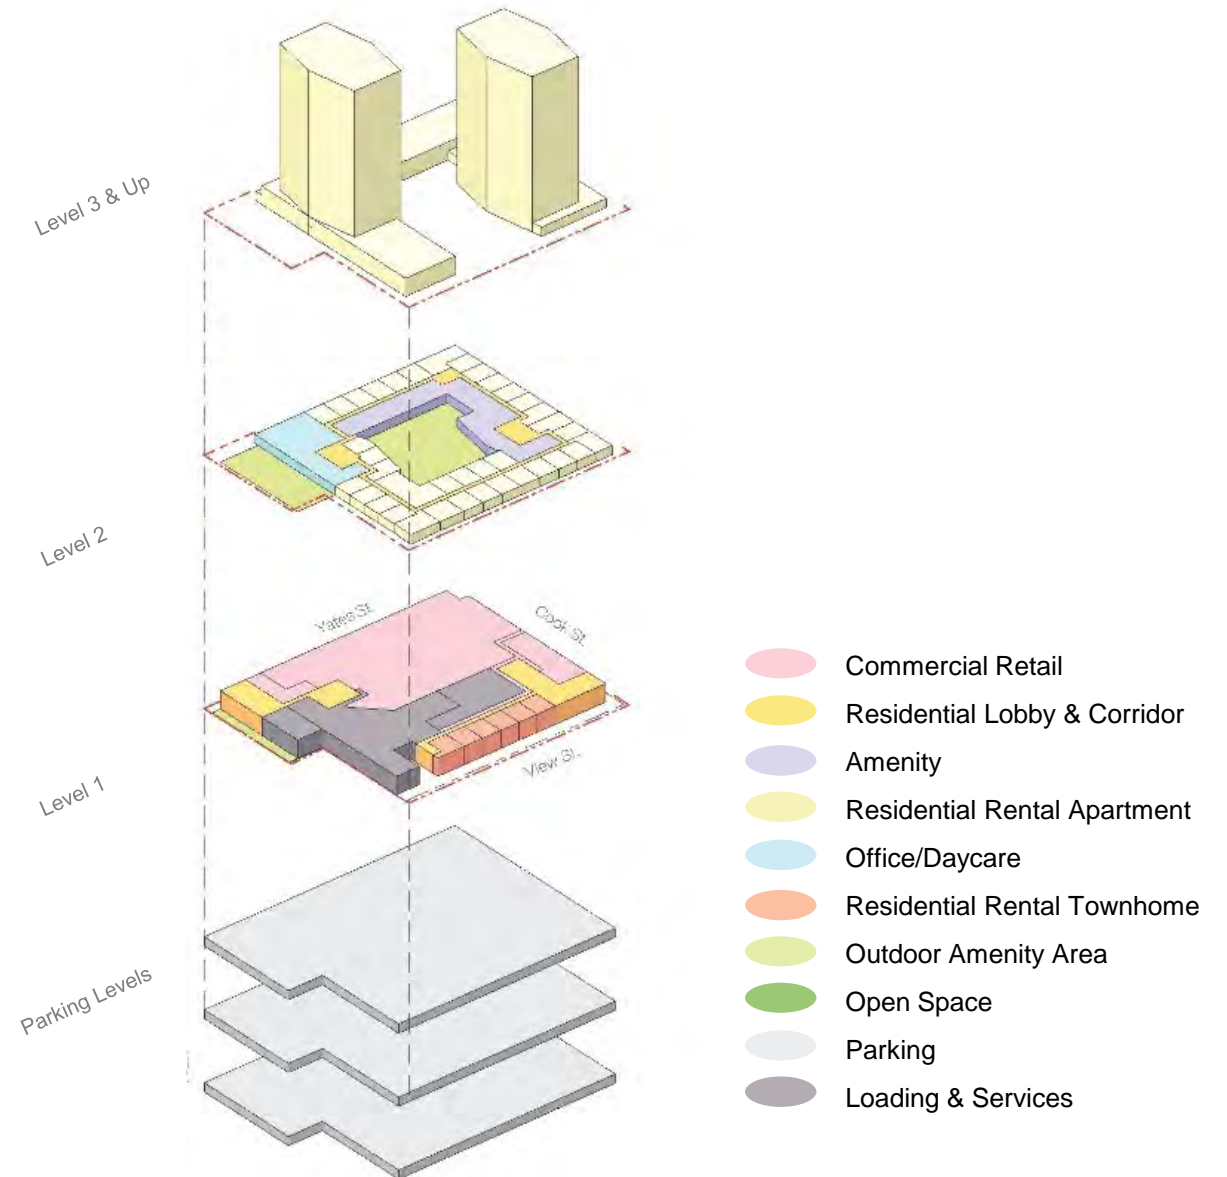 Level 3 & Up
Level 2
Yates St.
Cook St.
Level 1
View St.
Parking Levels
Commercial Retail
Residential Lobby & Corridor
Amenity
Residential Rental Apartment
Office/Daycare
Residential Rental Townhome
Outdoor Amenity Area
Open Space
Parking
Loading & Services